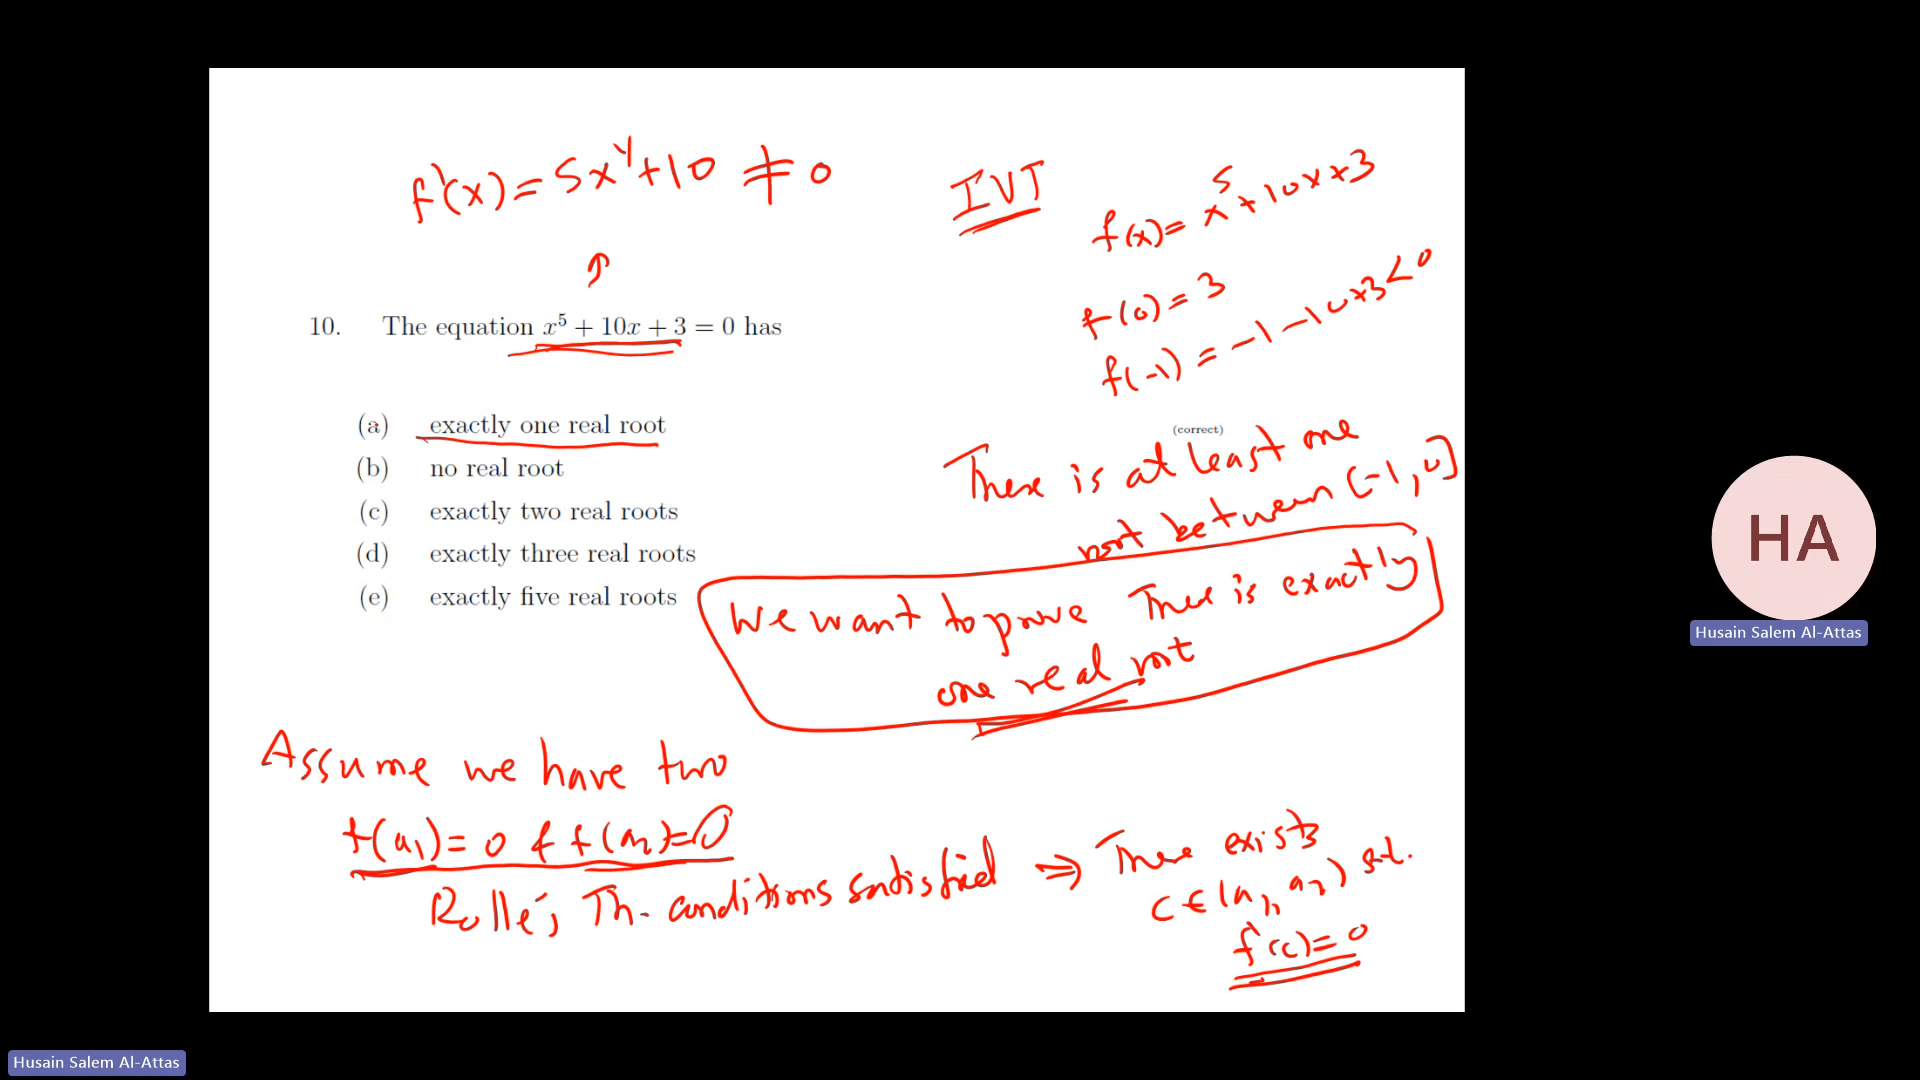 f'(x) = 5x⁴+10 ≠ 0
IVT
f(x) = x⁵+10x+3
f(0) = 3
f(-1) = -1-10+3<0
10. The equation x⁵ + 10x + 3 = 0 has
(a) exactly one real root
(correct)
(b) no real root
(c) exactly two real roots
(d) exactly three real roots
(e) exactly five real roots
There is at least one
root between [-1, 0]
We want to prove There is exactly
one real root
Assume we have two
f(a₁) = 0 & f(a₂) = 0
Rolle's Th. conditions satisfied ⇒ There exists
c ∈ (a₁, a₂) s.t.
f'(c) = 0
HA
Husain Salem Al-Attas
Husain Salem Al-Attas